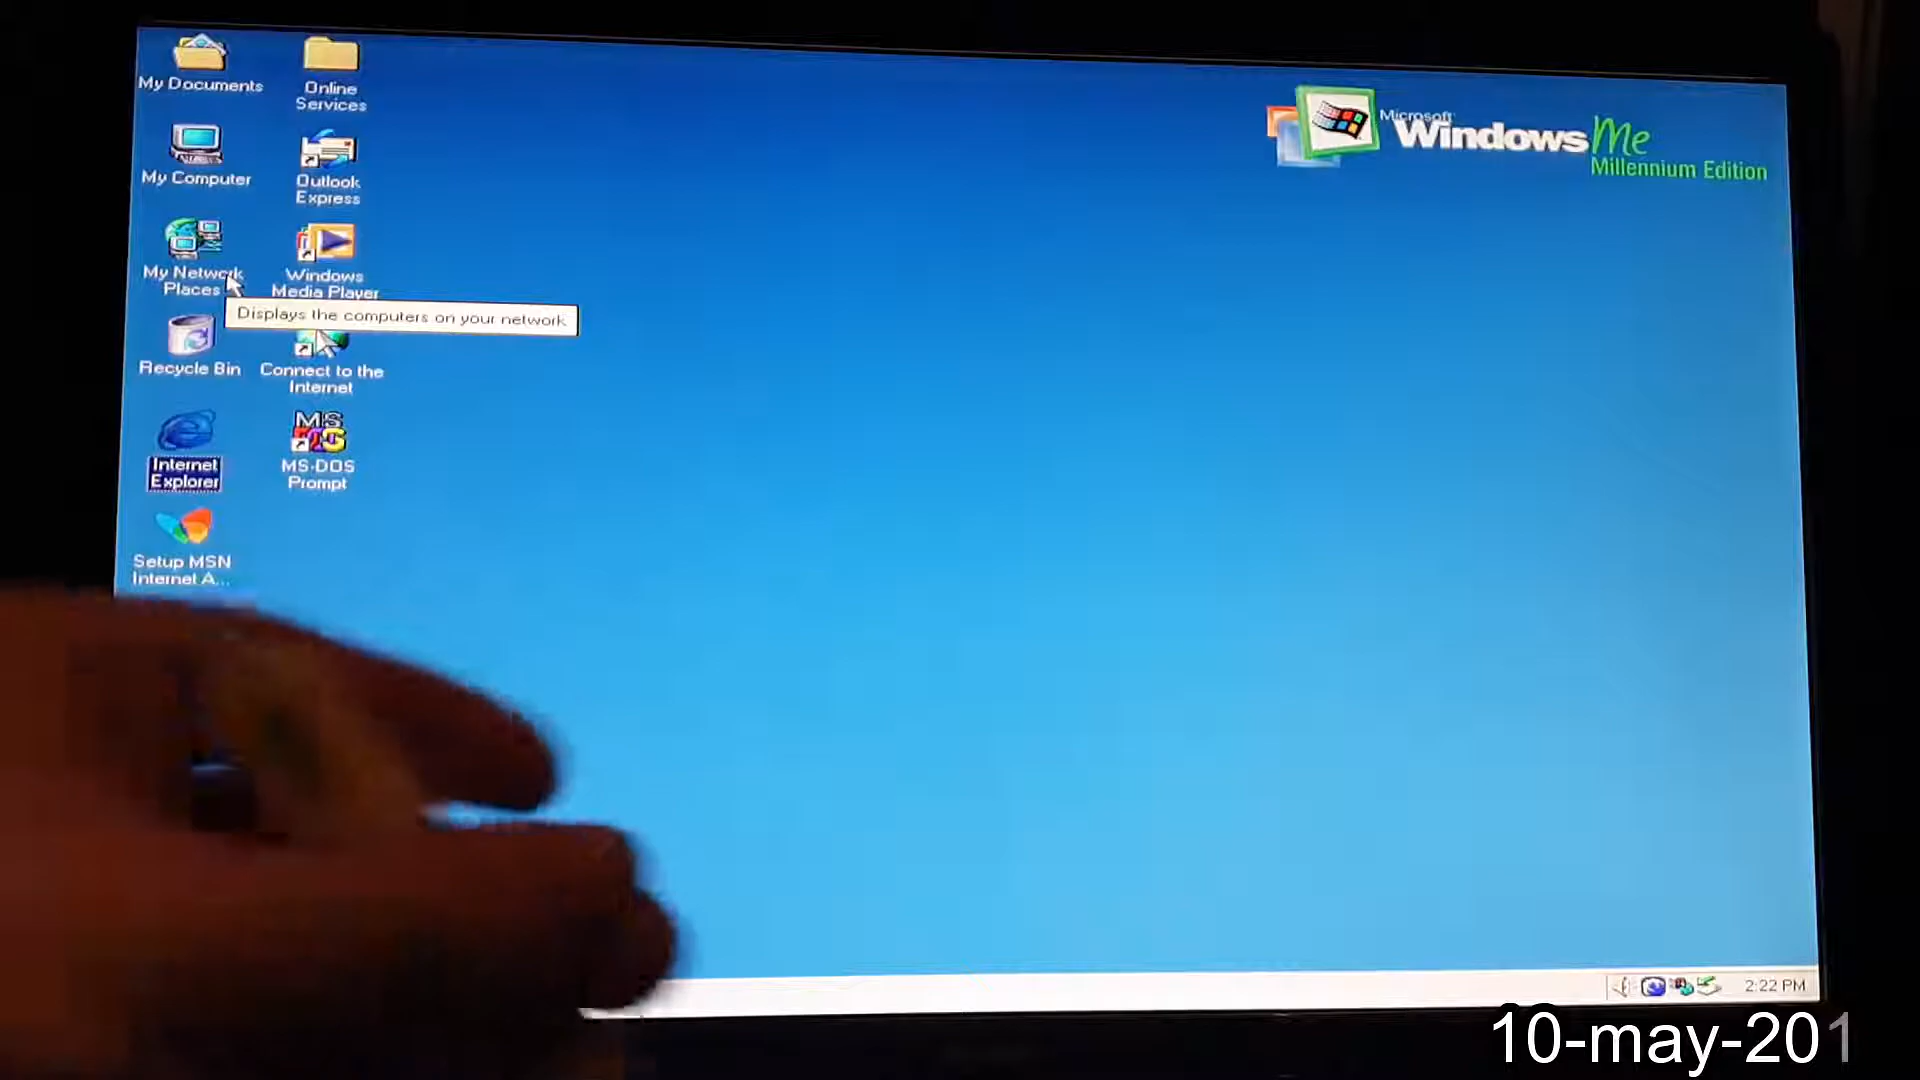 My Documents
Online
Services
Microsoft
Windows Me
Millennium Edition
My Computer
Outlook
Express
My Network
Places
Windows
Media Player
Displays the computers on your network
Recycle Bin
Connect to the
Internet
Internet
Explorer
MS
MS-DOS
Prompt
Setup MSN
Internet A...
2:22 PM
10-may-201